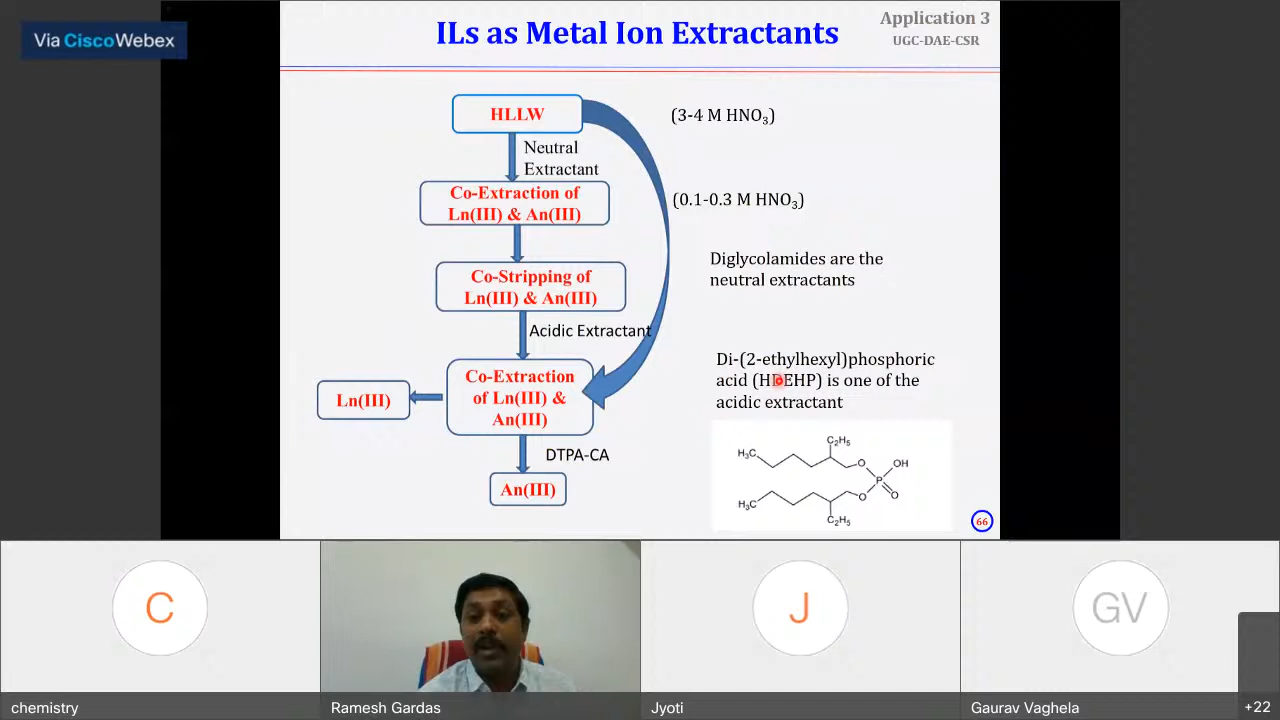 Via Cisco Webex
ILs as Metal Ion Extractants
Application 3
UGC-DAE-CSR
HLLW
(3-4 M HNO₃)
Neutral
Extractant
Co-Extraction of
Ln(III) & An(III)
(0.1-0.3 M HNO₃)
Diglycolamides are the
neutral extractants
Co-Stripping of
Ln(III) & An(III)
Acidic Extractant
Di-(2-ethylhexyl)phosphoric
acid (HDEHP) is one of the
acidic extractant
Co-Extraction
of Ln(III) &
An(III)
Ln(III)
DTPA-CA
An(III)
C₂H₅
H₃C
O
OH
P
O
O
H₃C
C₂H₅
66
C
J
GV
chemistry
Ramesh Gardas
Jyoti
Gaurav Vaghela
+22